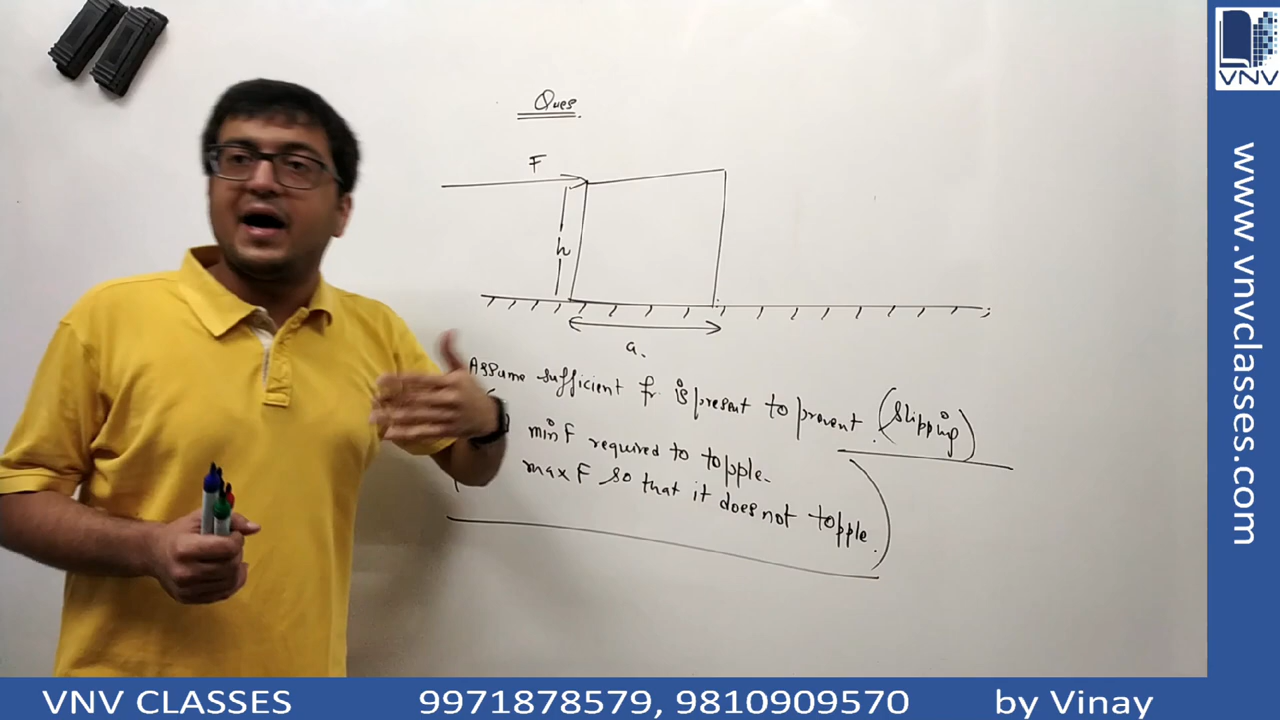 Ques.
F
h
a.
Assume sufficient fr is present to prevent. (Slipping)
min F required to topple.
max F so that it does not topple.
VNV
www.vnvclasses.com
VNV CLASSES 9971878579, 9810909570 by Vinay